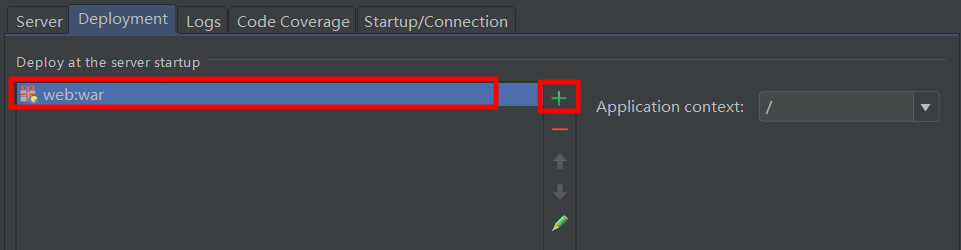 Server Deployment Logs Code Coverage Startup/Connection
Deploy at the server startup
web:war
Application context: /